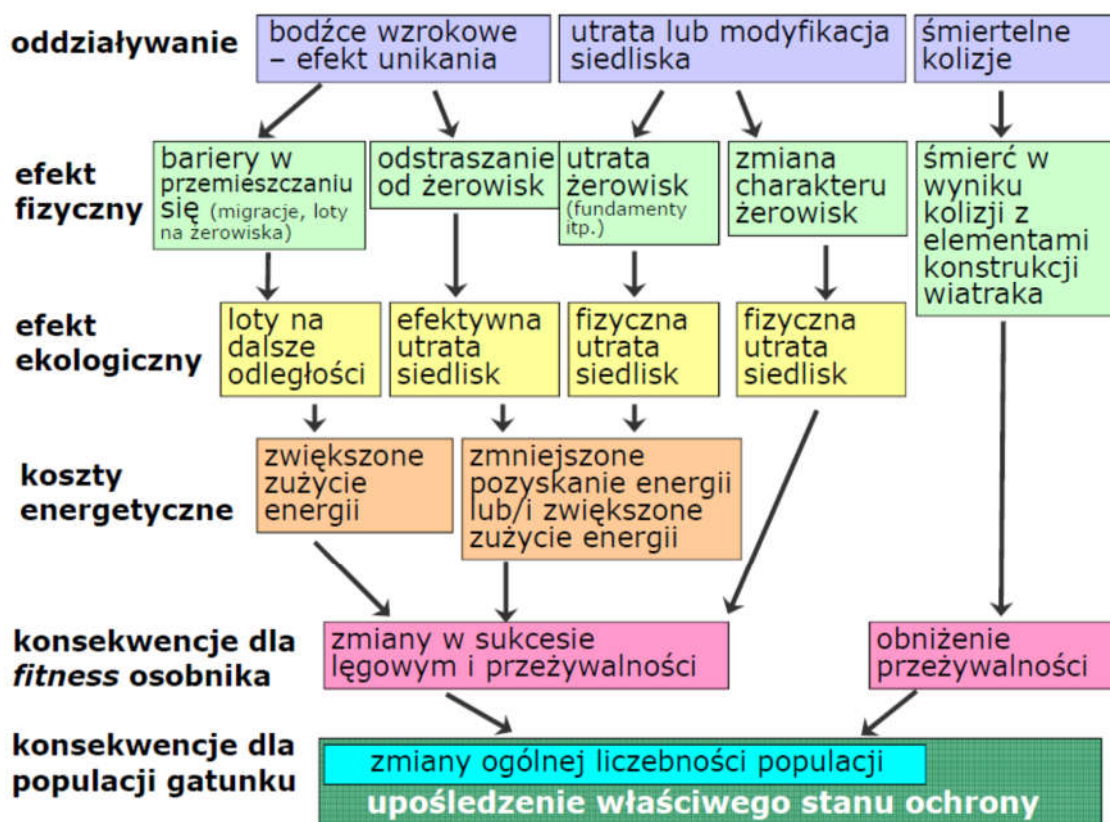 oddziaływanie
bodźce wzrokowe
– efekt unikania
utrata lub modyfikacja
siedliska
śmiertelne
kolizje
efekt
fizyczny
bariery w
przemieszczaniu
się (migracje, loty
na żerowiska)
odstraszanie
od żerowisk
utrata
żerowisk
(fundamenty
itp.)
zmiana
charakteru
żerowisk
śmierć w
wyniku
kolizji z
elementami
konstrukcji
wiatraka
efekt
ekologiczny
loty na
dalsze
odległości
efektywna
utrata
siedlisk
fizyczna
utrata
siedlisk
fizyczna
utrata
siedlisk
koszty
energetyczne
zwiększone
zużycie
energii
zmniejszone
pozyskanie energii
lub/i zwiększone
zużycie energii
konsekwencje dla
fitness osobnika
zmiany w sukcesie
lęgowym i przeżywalności
obniżenie
przeżywalności
konsekwencje dla
populacji gatunku
zmiany ogólnej liczebności populacji
upośledzenie właściwego stanu ochrony